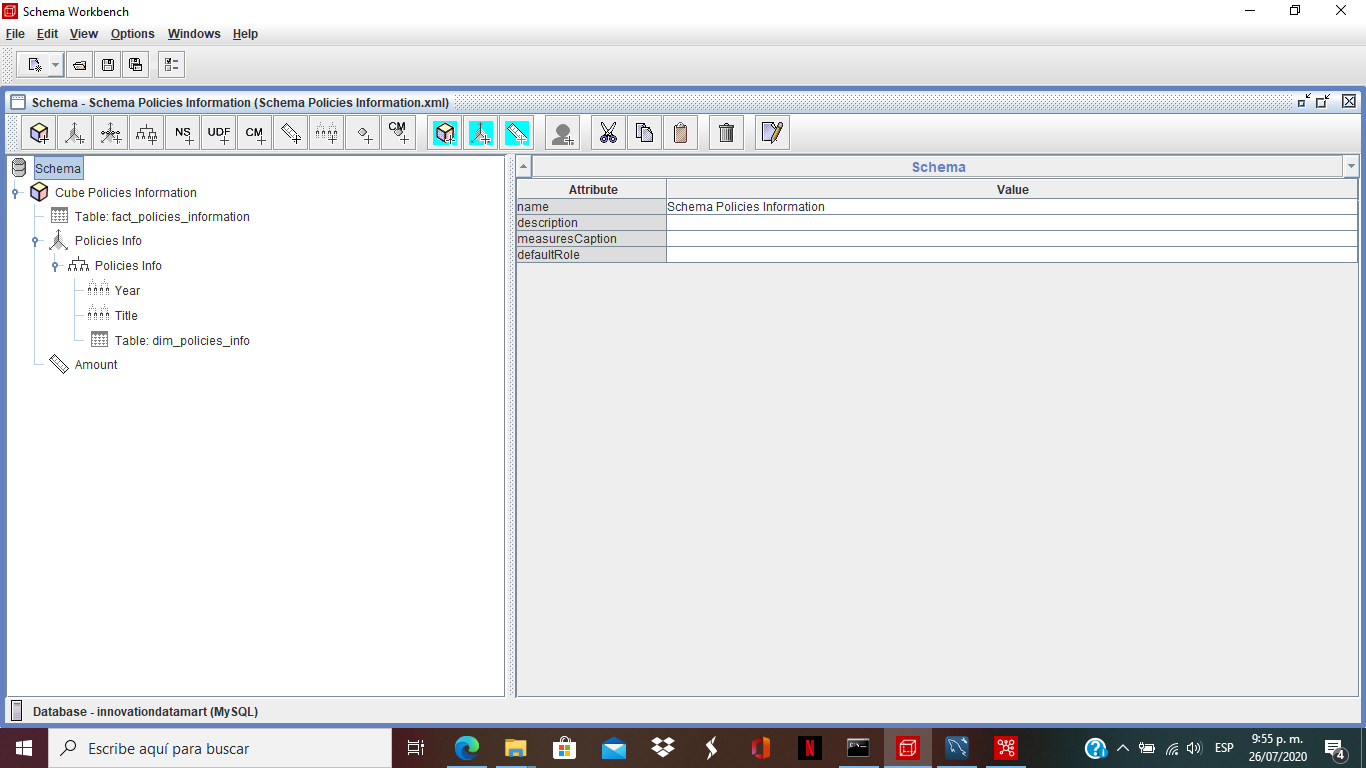 Schema Workbench
File Edit View Options Windows Help
Schema - Schema Policies Information (Schema Policies Information.xml)
NS UDF CM CM
Schema
Cube Policies Information
Table: fact_policies_information
Policies Info
Policies Info
Year
Title
Table: dim_policies_info
Amount
Schema
Attribute Value
name Schema Policies Information
description
measuresCaption
defaultRole
Database - innovationdatamart (MySQL)
Escribe aquí para buscar
N
ESP
9:55 p. m.
26/07/2020
4